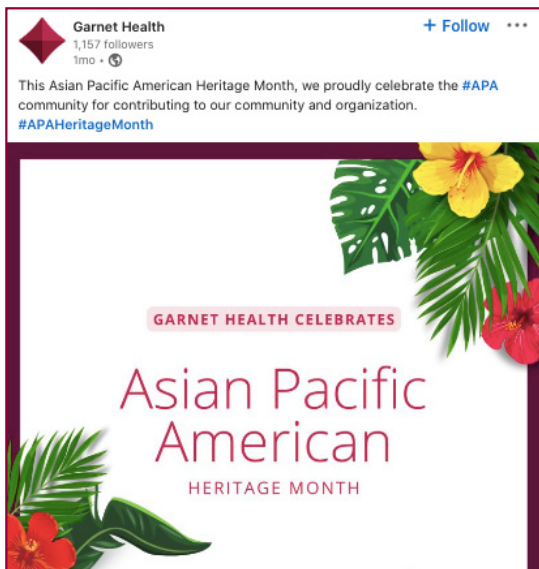 Garnet Health
+ Follow
1,157 followers
1mo •
This Asian Pacific American Heritage Month, we proudly celebrate the #APA
community for contributing to our community and organization.
#APAHeritageMonth
GARNET HEALTH CELEBRATES
Asian Pacific
American
HERITAGE MONTH